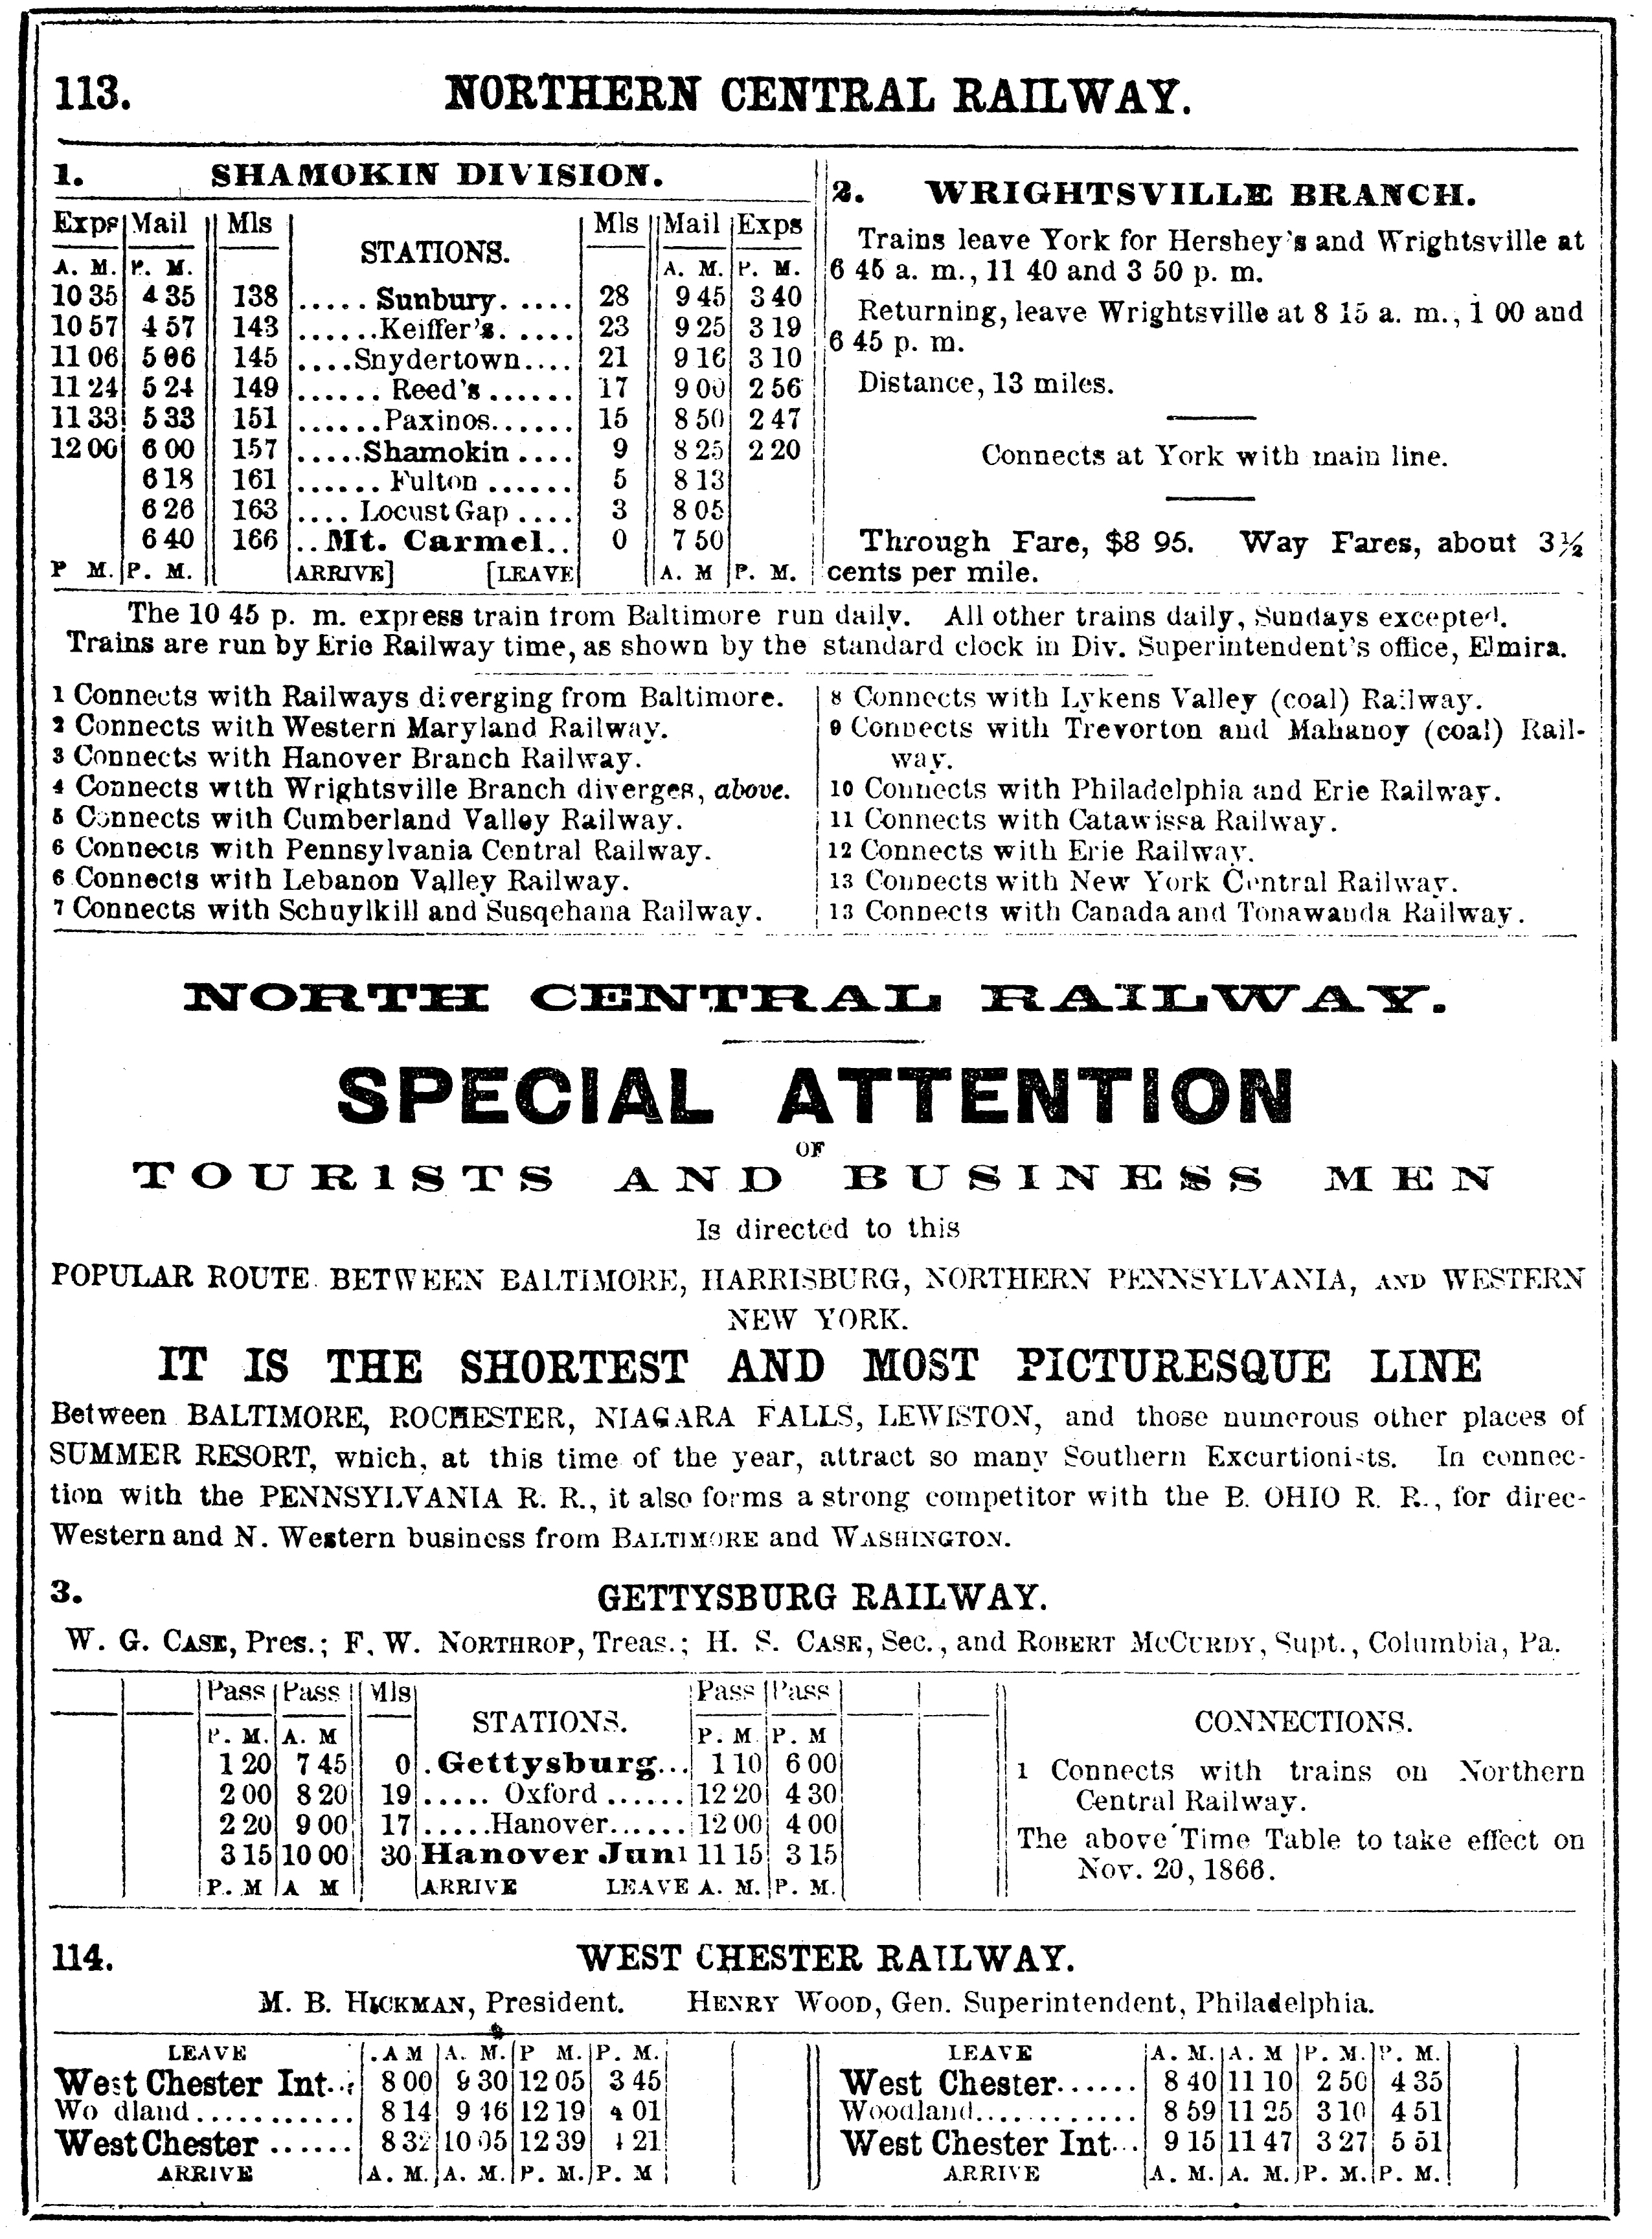 113. NORTHERN CENTRAL RAILWAY.
1. SHAMOKIN DIVISION.
Exps Mail Mls STATIONS. Mls Mail Exps
A. M. P. M. A. M. P. M.
10 35 4 35 138 ..... Sunbury. ..... 28 9 45 3 40
10 57 4 57 143 ......Keiffer's. ..... 23 9 25 3 19
11 06 5 06 145 ....Snydertown.... 21 9 16 3 10
11 24 5 24 149 ...... Reed's ...... 17 9 00 2 56
11 33 5 33 151 ......Paxinos...... 15 8 50 2 47
12 00 6 00 157 .....Shamokin .... 9 8 25 2 20
6 18 161 ...... Fulton ...... 5 8 13
6 26 163 .... Locust Gap .... 3 8 05
6 40 166 ..Mt. Carmel.. 0 7 50
P M. P. M. ARRIVE] [LEAVE A. M P. M.
2. WRIGHTSVILLE BRANCH.
Trains leave York for Hershey's and Wrightsville at
6 45 a. m., 11 40 and 3 50 p. m.
Returning, leave Wrightsville at 8 15 a. m., 1 00 and
6 45 p. m.
Distance, 13 miles.
Connects at York with main line.
Through Fare, $8 95. Way Fares, about 3½
cents per mile.
The 10 45 p. m. express train from Baltimore run daily. All other trains daily, Sundays excepted.
Trains are run by Erie Railway time, as shown by the standard clock in Div. Superintendent's office, Elmira.
1 Connects with Railways diverging from Baltimore.
2 Connects with Western Maryland Railway.
3 Connects with Hanover Branch Railway.
4 Connects wtth Wrightsville Branch diverges, above.
5 Connects with Cumberland Valley Railway.
6 Connects with Pennsylvania Central Railway.
6 Connects with Lebanon Valley Railway.
7 Connects with Schuylkill and Susqehana Railway.
8 Connects with Lykens Valley (coal) Railway.
9 Connects with Trevorton and Mahanoy (coal) Rail-
way.
10 Connects with Philadelphia and Erie Railway.
11 Connects with Catawissa Railway.
12 Connects with Erie Railway.
13 Connects with New York Central Railway.
13 Connects with Canada and Tonawanda Railway.
NORTH CENTRAL RAILWAY.
SPECIAL ATTENTION
OF
TOURISTS AND BUSINESS MEN
Is directed to this
POPULAR ROUTE BETWEEN BALTIMORE, HARRISBURG, NORTHERN PENNSYLVANIA, AND WESTERN
NEW YORK.
IT IS THE SHORTEST AND MOST PICTURESQUE LINE
Between BALTIMORE, ROCHESTER, NIAGARA FALLS, LEWISTON, and those numerous other places of
SUMMER RESORT, which, at this time of the year, attract so many Southern Excurtionists. In connec-
tion with the PENNSYLVANIA R. R., it also forms a strong competitor with the B. OHIO R. R., for direc-
Western and N. Western business from BALTIMORE and WASHINGTON.
3. GETTYSBURG RAILWAY.
W. G. CASE, Pres.; F. W. NORTHROP, Treas.; H. S. CASE, Sec., and ROBERT MCCURDY, Supt., Columbia, Pa.
Pass Pass Mls STATIONS. Pass Pass
P. M. A. M P. M. P. M
1 20 7 45 0 .Gettysburg... 1 10 6 00
2 00 8 20 19 ..... Oxford ...... 12 20 4 30
2 20 9 00 17 .....Hanover...... 12 00 4 00
3 15 10 00 30 Hanover Jun1 11 15 3 15
P. M A M ARRIVE LEAVE A. M. P. M.
CONNECTIONS.
1 Connects with trains on Northern
Central Railway.
The above Time Table to take effect on
Nov. 20, 1866.
114. WEST CHESTER RAILWAY.
M. B. HICKMAN, President. HENRY WOOD, Gen. Superintendent, Philadelphia.
LEAVE .A M A. M. P M. P. M.
West Chester Int.. 8 00 9 30 12 05 3 45
Wo dland............ 8 14 9 46 12 19 4 01
West Chester ...... 8 32 10 05 12 39 4 21
ARRIVE A. M. A. M. P. M. P. M
LEAVE A. M. A. M P. M. P. M.
West Chester...... 8 40 11 10 2 50 4 35
Woodland............ 8 59 11 25 3 10 4 51
West Chester Int... 9 15 11 47 3 27 5 51
ARRIVE A. M. A. M. P. M. P. M.